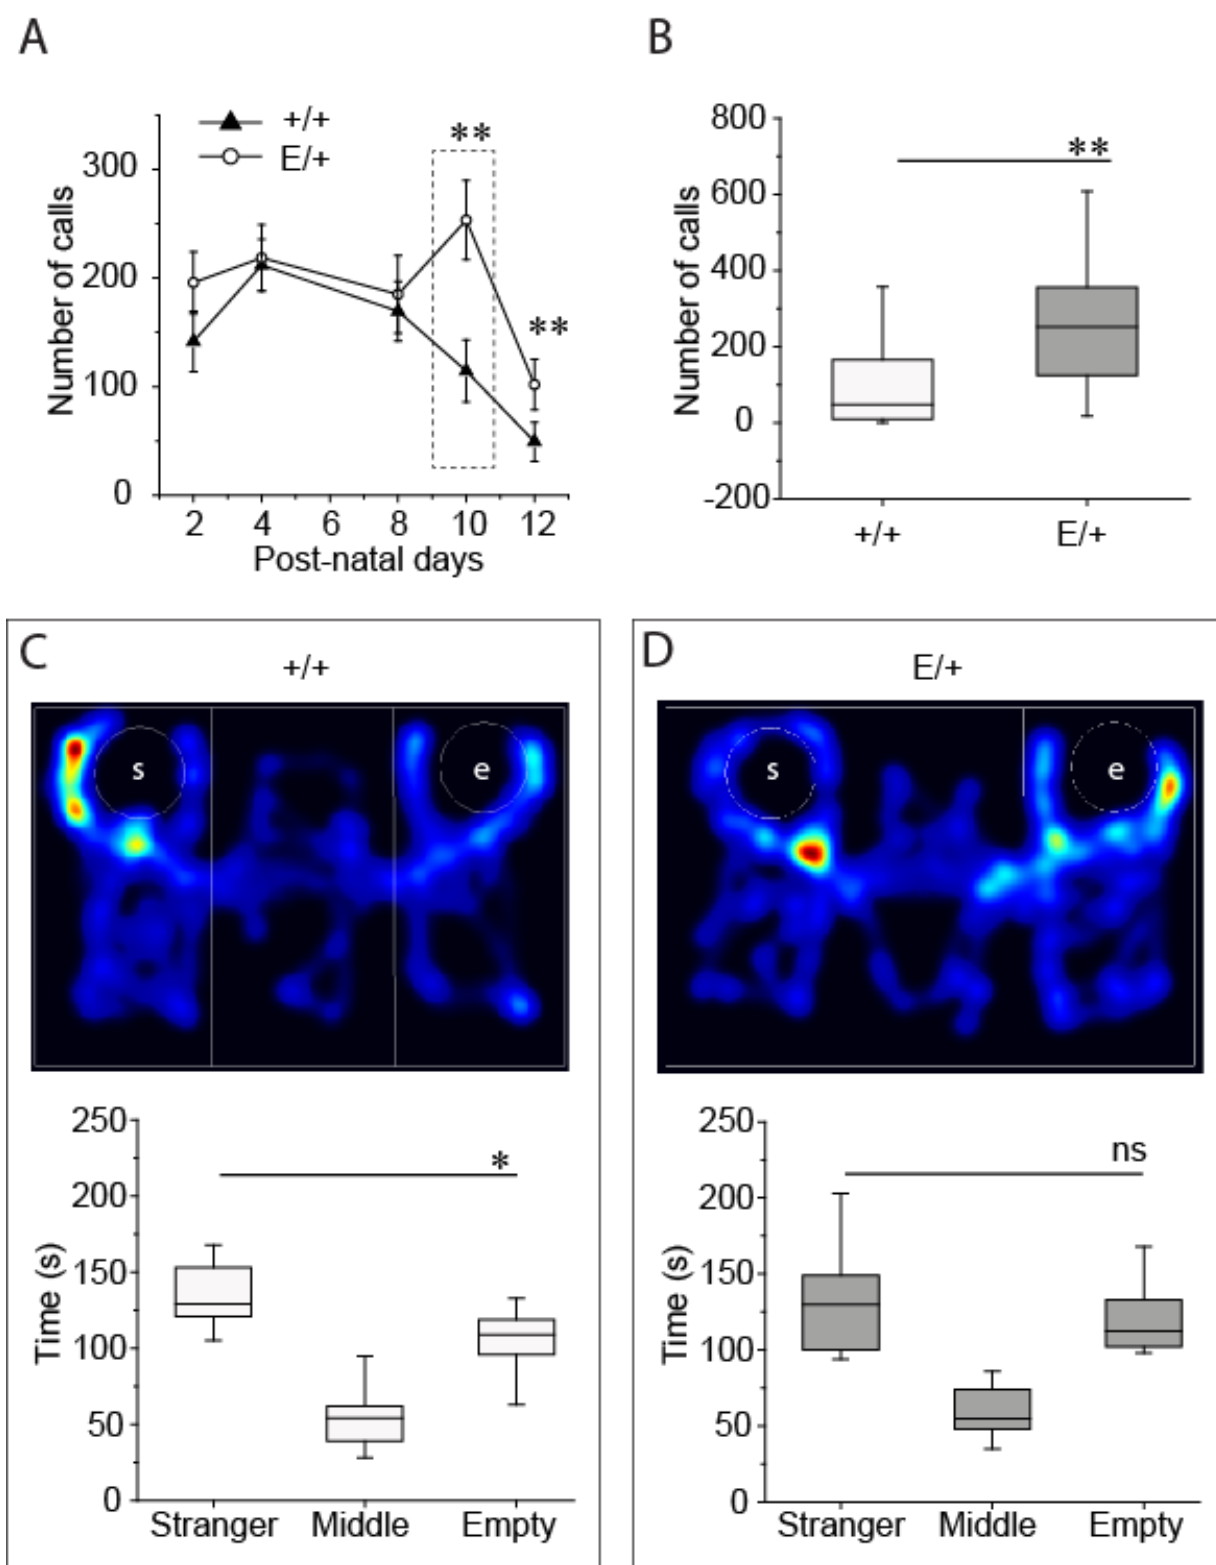 A
B
+/+
E/+
**
**
300
200
100
0
2 4 6 8 10 12
Number of calls
Post-natal days
**
800
600
400
200
0
-200
Number of calls
+/+ E/+
C
+/+
s e
*
250
200
150
100
50
0
Time (s)
Stranger Middle Empty
D
E/+
s e
ns
250
200
150
100
50
0
Time (s)
Stranger Middle Empty